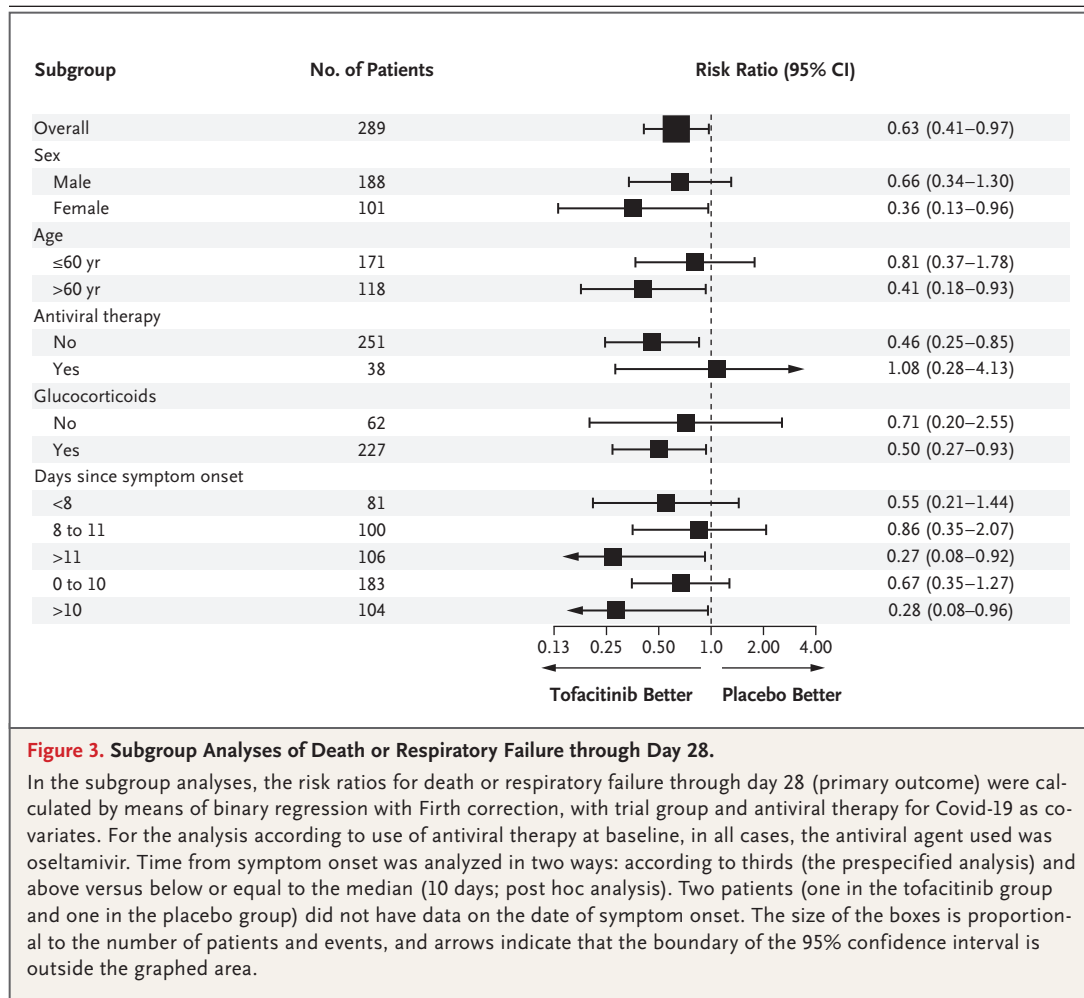 Subgroup No. of Patients Risk Ratio (95% CI)
Overall 289 0.63 (0.41–0.97)
Sex
Male 188 0.66 (0.34–1.30)
Female 101 0.36 (0.13–0.96)
Age
≤60 yr 171 0.81 (0.37–1.78)
>60 yr 118 0.41 (0.18–0.93)
Antiviral therapy
No 251 0.46 (0.25–0.85)
Yes 38 1.08 (0.28–4.13)
Glucocorticoids
No 62 0.71 (0.20–2.55)
Yes 227 0.50 (0.27–0.93)
Days since symptom onset
<8 81 0.55 (0.21–1.44)
8 to 11 100 0.86 (0.35–2.07)
>11 106 0.27 (0.08–0.92)
0 to 10 183 0.67 (0.35–1.27)
>10 104 0.28 (0.08–0.96)
0.13 0.25 0.50 1.0 2.00 4.00
Tofacitinib Better Placebo Better
Figure 3. Subgroup Analyses of Death or Respiratory Failure through Day 28.
In the subgroup analyses, the risk ratios for death or respiratory failure through day 28 (primary outcome) were cal-
culated by means of binary regression with Firth correction, with trial group and antiviral therapy for Covid-19 as co-
variates. For the analysis according to use of antiviral therapy at baseline, in all cases, the antiviral agent used was
oseltamivir. Time from symptom onset was analyzed in two ways: according to thirds (the prespecified analysis) and
above versus below or equal to the median (10 days; post hoc analysis). Two patients (one in the tofacitinib group
and one in the placebo group) did not have data on the date of symptom onset. The size of the boxes is proportion-
al to the number of patients and events, and arrows indicate that the boundary of the 95% confidence interval is
outside the graphed area.